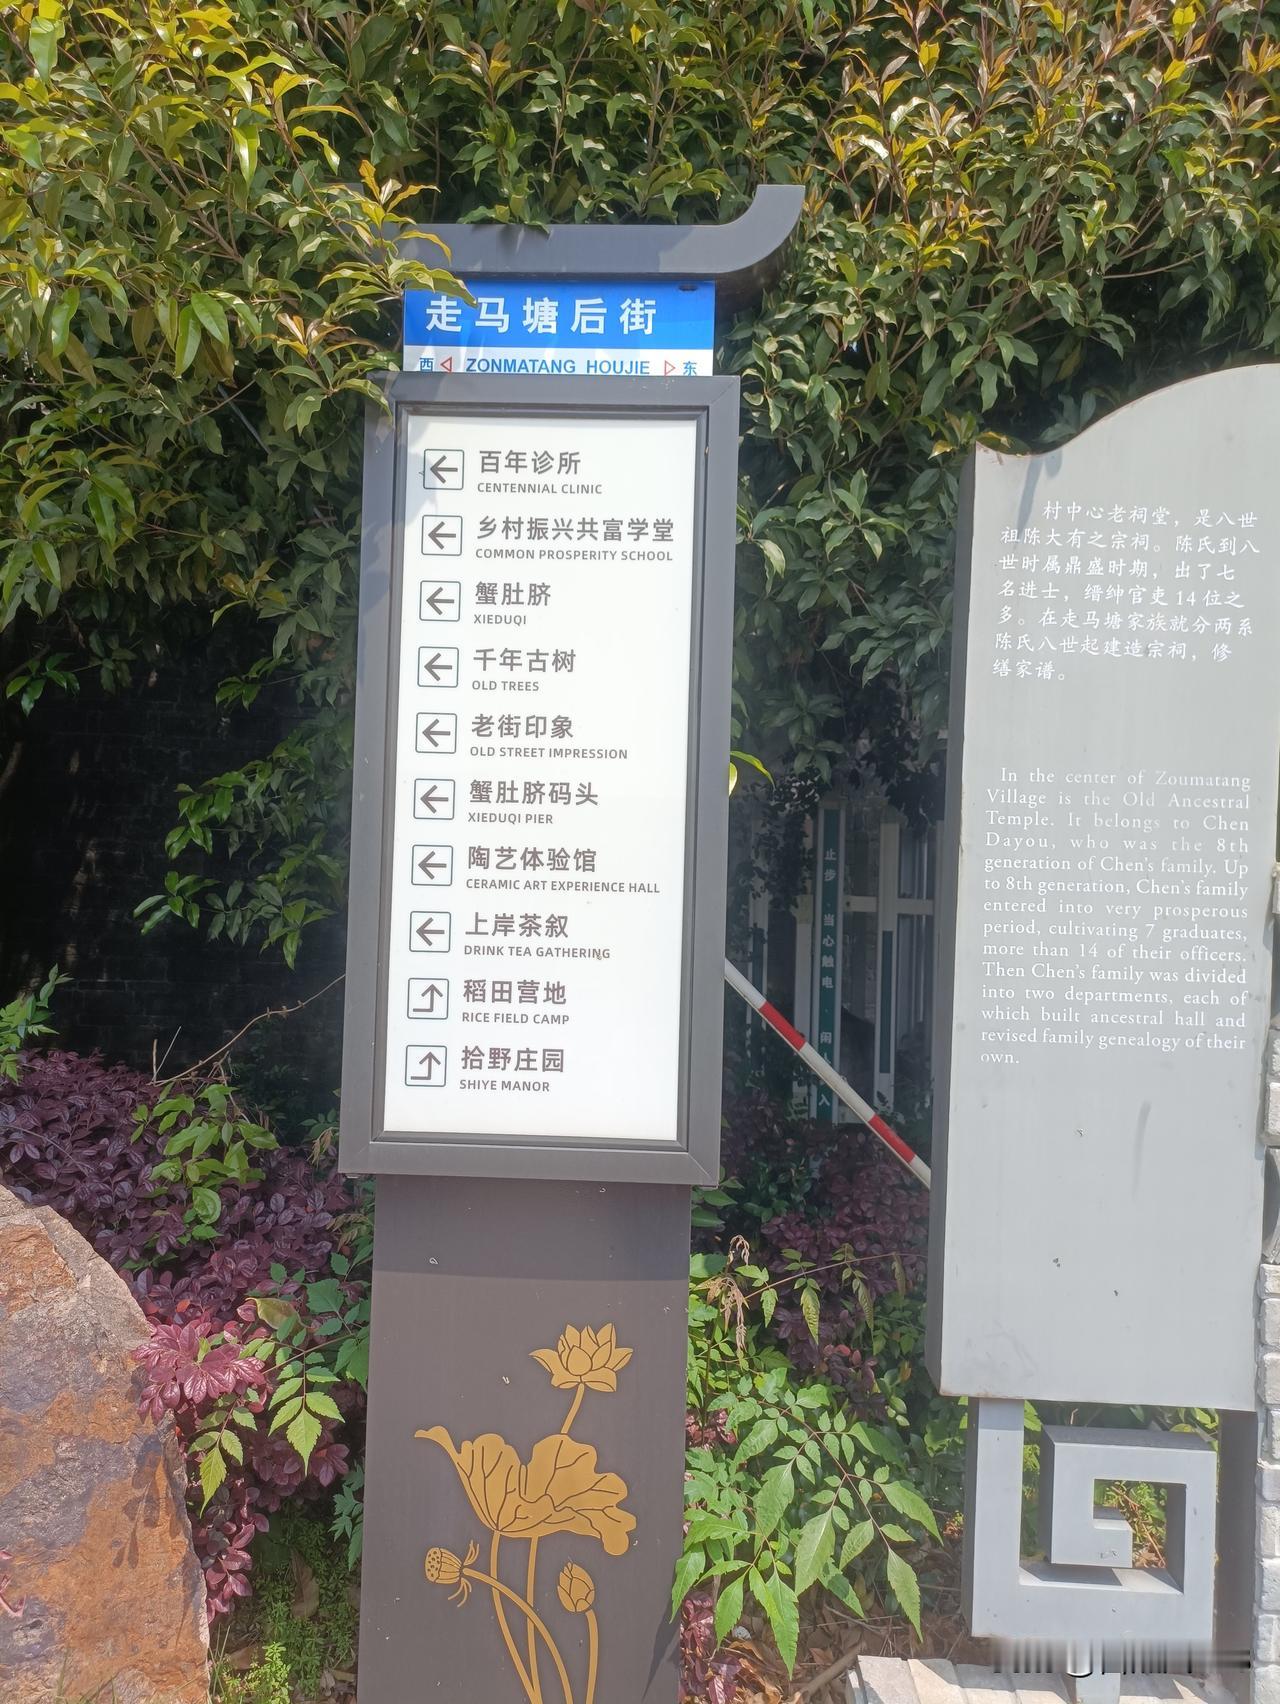 走马塘后街
西 ZONMATANG HOUJIE 东
百年诊所
CENTENNIAL CLINIC
乡村振兴共富学堂
COMMON PROSPERITY SCHOOL
蟹肚脐
XIEDUQI
千年古树
OLD TREES
老街印象
OLD STREET IMPRESSION
蟹肚脐码头
XIEDUQI PIER
陶艺体验馆
CERAMIC ART EXPERIENCE HALL
上岸茶叙
DRINK TEA GATHERING
稻田营地
RICE FIELD CAMP
拾野庄园
SHIYE MANOR
村中心老祠堂，是八世
祖陈大有之宗祠。陈氏到八
世时属鼎盛时期，出了七
名进士，缙绅官吏14位之
多。在走马塘家族就分两系
陈氏八世起建造宗祠，修
缮家谱。
In the center of Zoumatang
Village is the Old Ancestral
Temple. It belongs to Chen
Dayou, who was the 8th
generation of Chen's family. Up
to 8th generation, Chen's family
entered into very prosperous
period, cultivating 7 graduates,
more than 14 of their officers.
Then Chen's family was divided
into two departments, each of
which built ancestral hall and
revised family genealogy of their
own.
止步·当心触电·闲人入